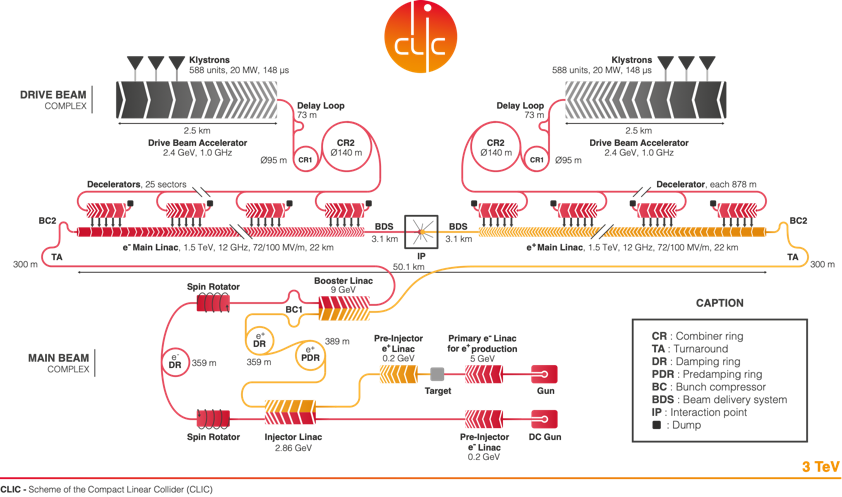 clic
Klystrons
588 units, 20 MW, 148 µs
Klystrons
588 units, 20 MW, 148 µs
DRIVE BEAM
COMPLEX
Delay Loop
73 m
Delay Loop
73 m
2.5 km
2.5 km
Drive Beam Accelerator
2.4 GeV, 1.0 GHz
Drive Beam Accelerator
2.4 GeV, 1.0 GHz
CR2
Ø140 m
CR1
Ø95 m
CR2
Ø140 m
CR1
Ø95 m
Decelerators, 25 sectors
Decelerator, each 878 m
BC2
BDS
3.1 km
IP
BDS
3.1 km
BC2
e⁻ Main Linac, 1.5 TeV, 12 GHz, 72/100 MV/m, 22 km
e⁺ Main Linac, 1.5 TeV, 12 GHz, 72/100 MV/m, 22 km
TA
300 m
TA
300 m
50.1 km
Spin Rotator
Booster Linac
9 GeV
BC1
MAIN BEAM
COMPLEX
e⁻
DR
359 m
e⁺
DR
359 m
e⁺
PDR
389 m
Pre-Injector
e⁺ Linac
0.2 GeV
Primary e⁻ Linac
for e⁺ production
5 GeV
Target
Gun
Spin Rotator
Injector Linac
2.86 GeV
Pre-Injector
e⁻ Linac
0.2 GeV
DC Gun
CAPTION
CR : Combiner ring
TA : Turnaround
DR : Damping ring
PDR : Predamping ring
BC : Bunch compressor
BDS : Beam delivery system
IP : Interaction point
: Dump
3 TeV
CLIC - Scheme of the Compact Linear Collider (CLIC)